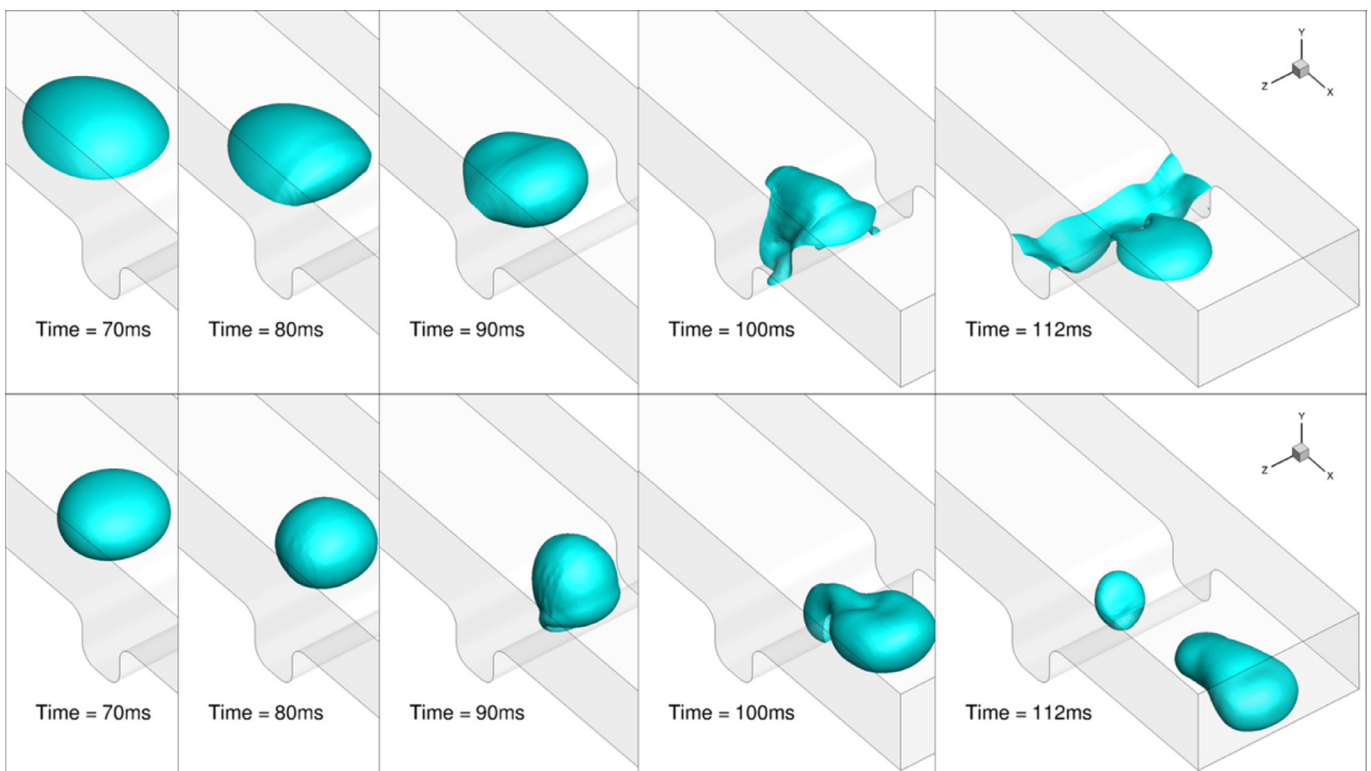 Y
Z
X
Time = 70ms
Time = 80ms
Time = 90ms
Time = 100ms
Time = 112ms
Y
Z
X
Time = 70ms
Time = 80ms
Time = 90ms
Time = 100ms
Time = 112ms